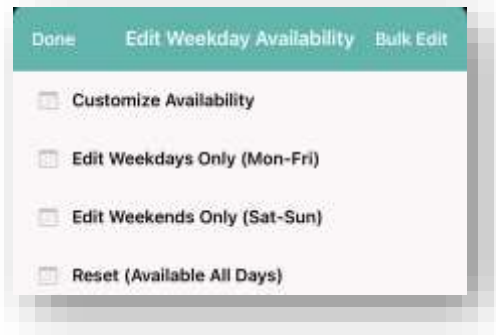 Done Edit Weekday Availability Bulk Edit
Customize Availability
Edit Weekdays Only (Mon-Fri)
Edit Weekends Only (Sat-Sun)
Reset (Available All Days)